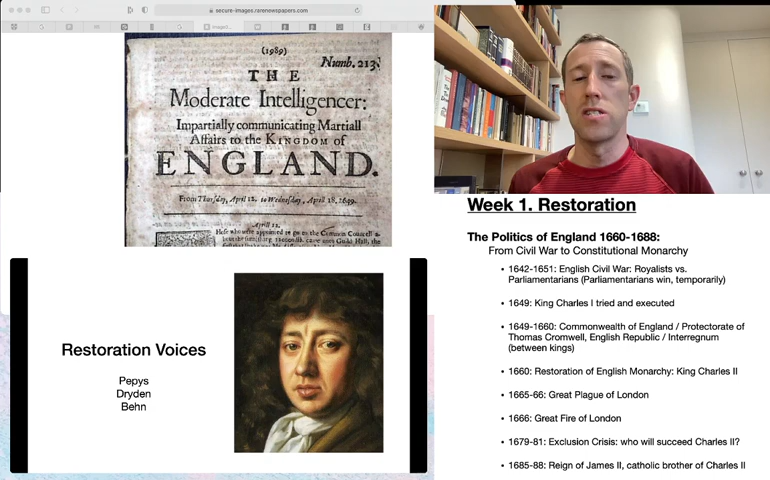 secure-images.rarenewspapers.com
(1989)
Numb. 213.
THE
Moderate Intelligencer:
Impartially communicating Martiall
Affairs to the KINGDOM of
ENGLAND.
From Thursday, April 12. to Wednesday, April 18. 1649.
Restoration Voices
Pepys
Dryden
Behn
Week 1. Restoration
The Politics of England 1660-1688:
From Civil War to Constitutional Monarchy
• 1642-1651: English Civil War: Royalists vs.
Parliamentarians (Parliamentarians win, temporarily)
• 1649: King Charles I tried and executed
• 1649-1660: Commonwealth of England / Protectorate of
Thomas Cromwell, English Republic / Interregnum
(between kings)
• 1660: Restoration of English Monarchy: King Charles II
• 1665-66: Great Plague of London
• 1666: Great Fire of London
• 1679-81: Exclusion Crisis: who will succeed Charles II?
• 1685-88: Reign of James II, catholic brother of Charles II